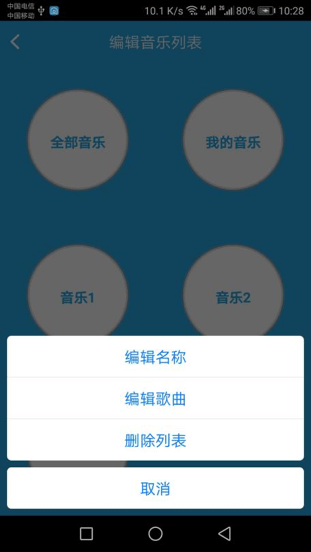 中国电信
中国移动
10.1 K/s 4G 2G 80% 10:28
编辑音乐列表
全部音乐
我的音乐
音乐1
音乐2
编辑名称
编辑歌曲
删除列表
取消